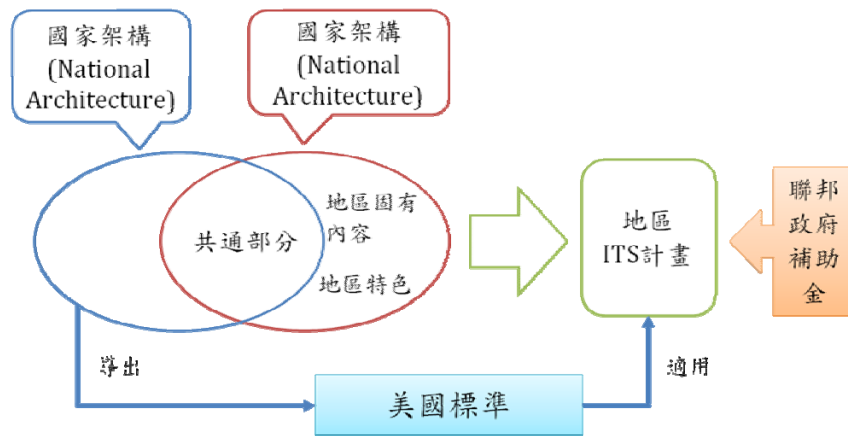 國家架構
(National
Architecture)
國家架構
(National
Architecture)
共通部分
地區固有
內容
地區特色
地區
ITS計畫
聯邦
政府
補助
金
導出
美國標準
適用